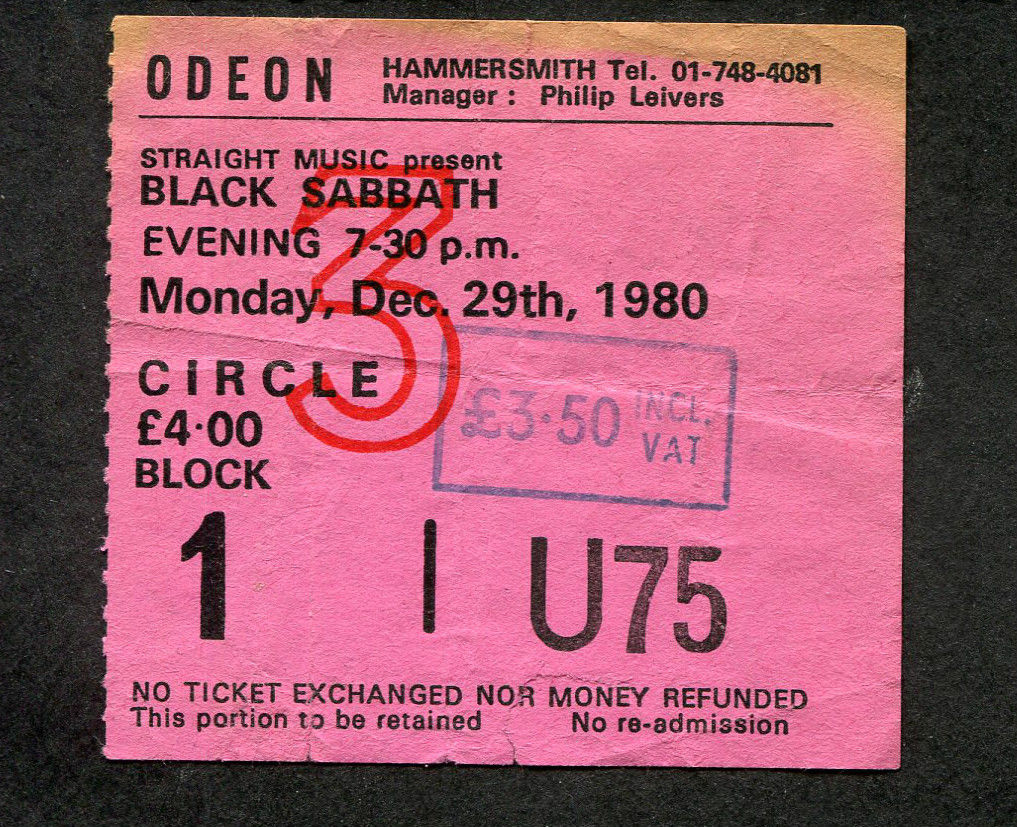 ODEON
HAMMERSMITH Tel. 01-748-4081
Manager : Philip Leivers
STRAIGHT MUSIC present
BLACK SABBATH
EVENING 7-30 p.m.
Monday, Dec. 29th, 1980
3
CIRCLE
£4·00
£3·50 INCL. VAT
BLOCK
1 | U75
NO TICKET EXCHANGED NOR MONEY REFUNDED
This portion to be retained No re-admission